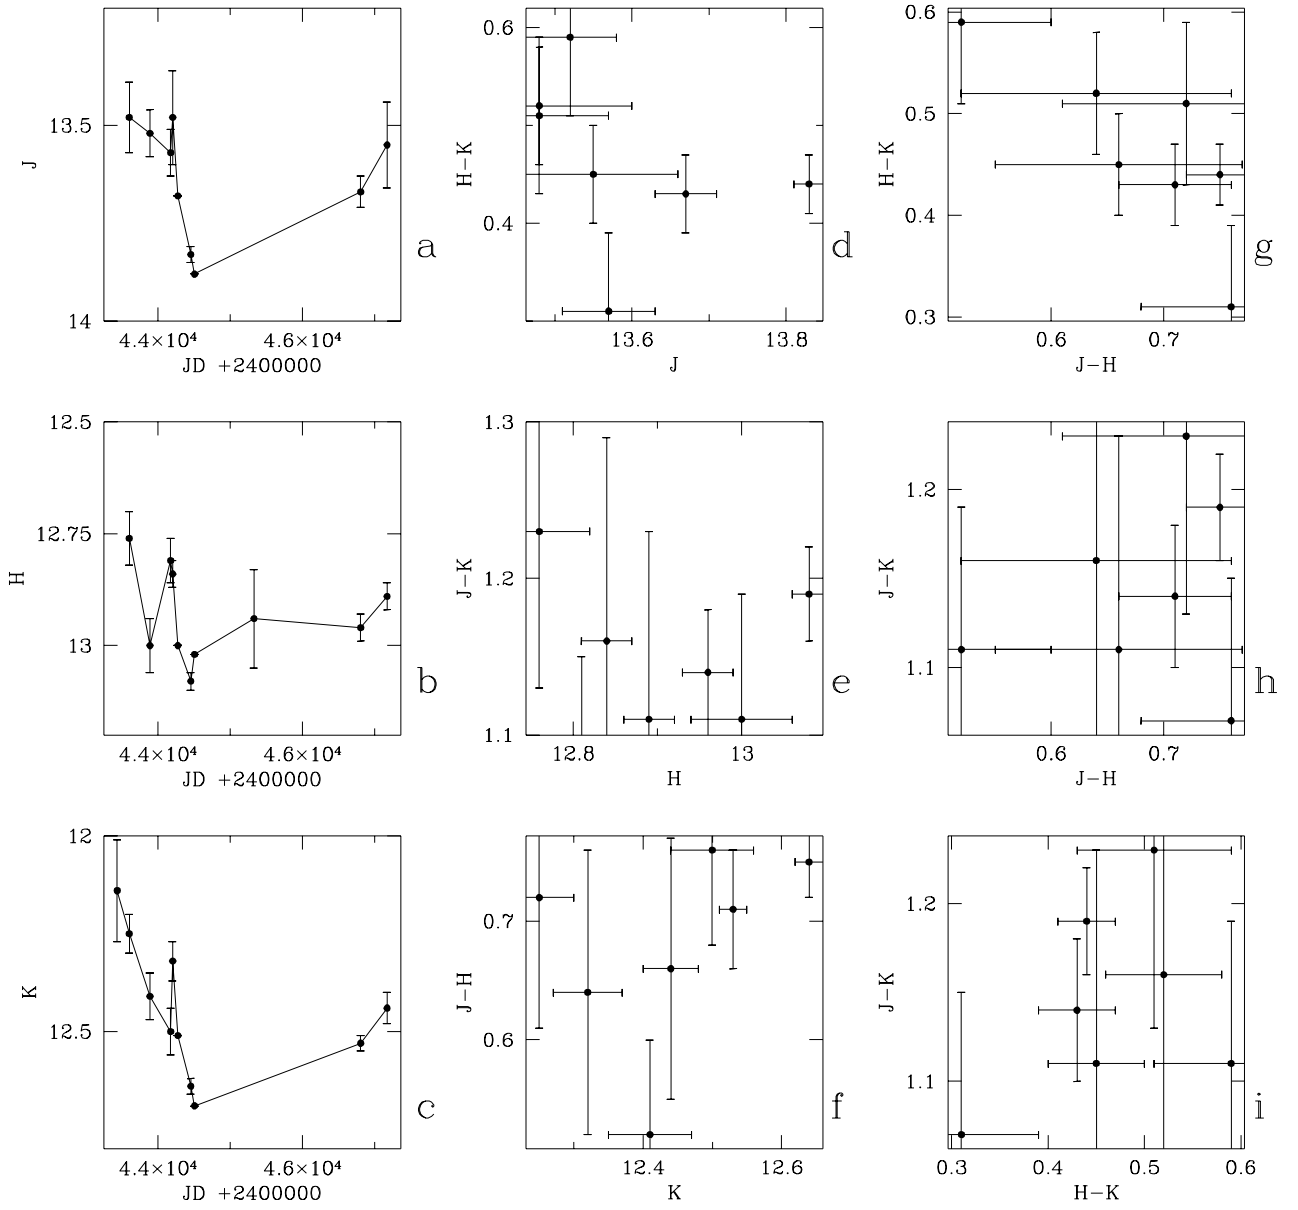 J
13.5
14
4.4×10⁴
4.6×10⁴
JD +2400000
a
H−K
0.6
0.4
13.6
13.8
J
d
H−K
0.6
0.5
0.4
0.3
0.6
0.7
J−H
g
H
12.5
12.75
13
4.4×10⁴
4.6×10⁴
JD +2400000
b
J−K
1.3
1.2
1.1
12.8
13
H
e
J−K
1.2
1.1
0.6
0.7
J−H
h
K
12
12.5
4.4×10⁴
4.6×10⁴
JD +2400000
c
J−H
0.7
0.6
12.4
12.6
K
f
J−K
1.2
1.1
0.3
0.4
0.5
0.6
H−K
i